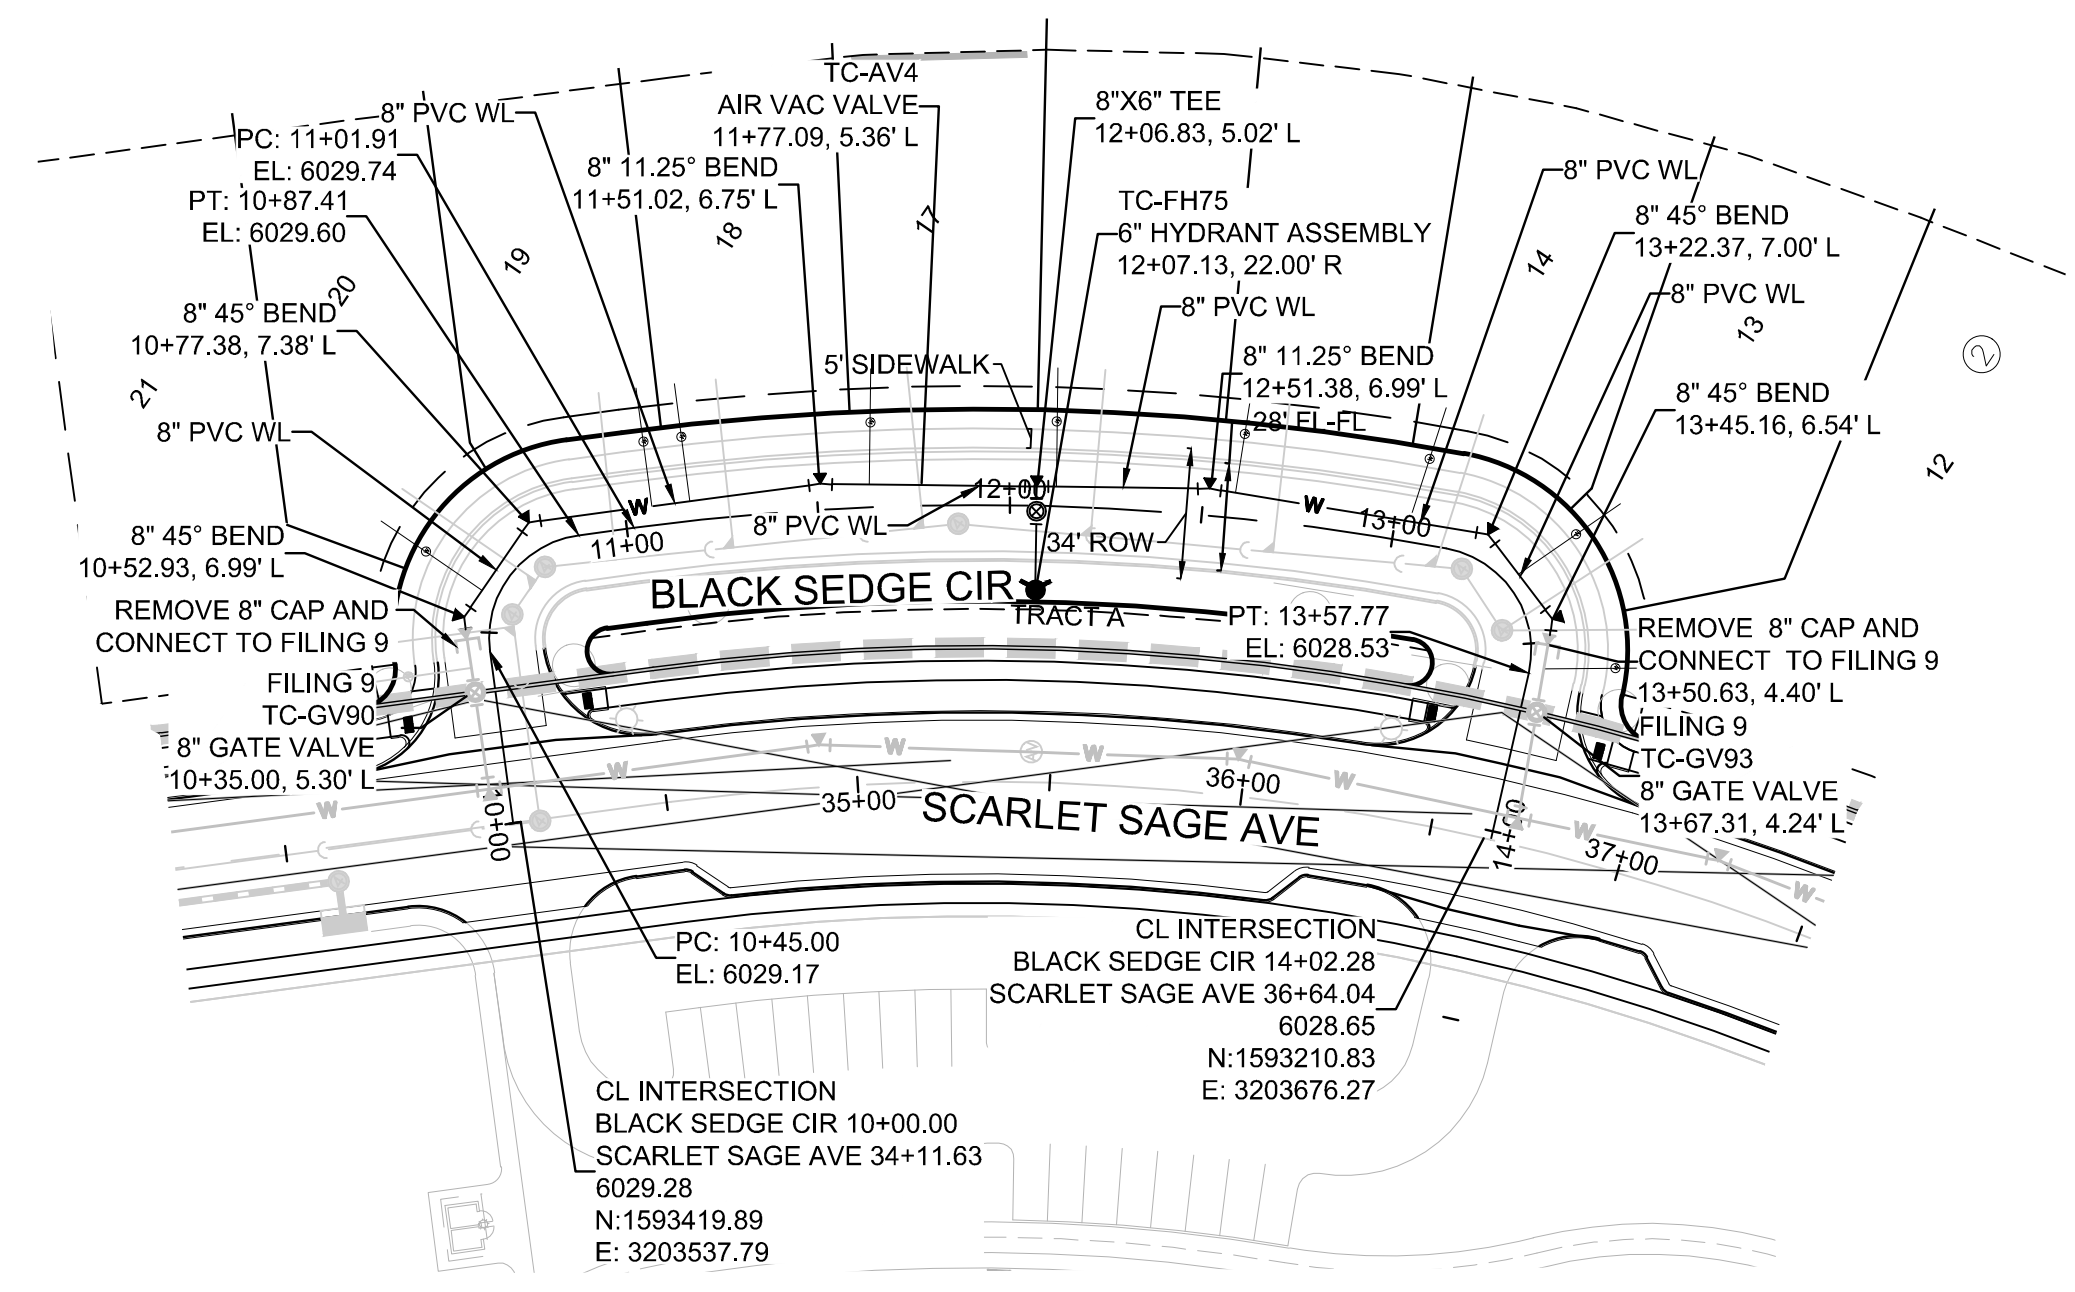 TC-AV4
AIR VAC VALVE
11+77.09, 5.36' L
8" PVC WL
PC: 11+01.91
EL: 6029.74
8"X6" TEE
12+06.83, 5.02' L
8" 11.25° BEND
11+51.02, 6.75' L
PT: 10+87.41
EL: 6029.60
TC-FH75
6" HYDRANT ASSEMBLY
12+07.13, 22.00' R
8" PVC WL
8" 45° BEND
13+22.37, 7.00' L
21
20
19
18
17
14
13
12
2
8" 45° BEND
10+77.38, 7.38' L
8" PVC WL
8" PVC WL
5' SIDEWALK
8" 11.25° BEND
12+51.38, 6.99' L
28' FL-FL
8" 45° BEND
13+45.16, 6.54' L
8" PVC WL
8" 45° BEND
10+52.93, 6.99' L
W
12+00
W
8" PVC WL
11+00
34' ROW
13+00
BLACK SEDGE CIR
TRACT A
REMOVE 8" CAP AND
CONNECT TO FILING 9
PT: 13+57.77
EL: 6028.53
REMOVE 8" CAP AND
CONNECT TO FILING 9
13+50.63, 4.40' L
FILING 9
TC-GV90
8" GATE VALVE
10+35.00, 5.30' L
FILING 9
TC-GV93
8" GATE VALVE
13+67.31, 4.24' L
W
W
W
W
W
W
W
10+00
35+00
36+00
SCARLET SAGE AVE
14+00
37+00
PC: 10+45.00
EL: 6029.17
CL INTERSECTION
BLACK SEDGE CIR 14+02.28
SCARLET SAGE AVE 36+64.04
6028.65
N:1593210.83
E: 3203676.27
CL INTERSECTION
BLACK SEDGE CIR 10+00.00
SCARLET SAGE AVE 34+11.63
6029.28
N:1593419.89
E: 3203537.79